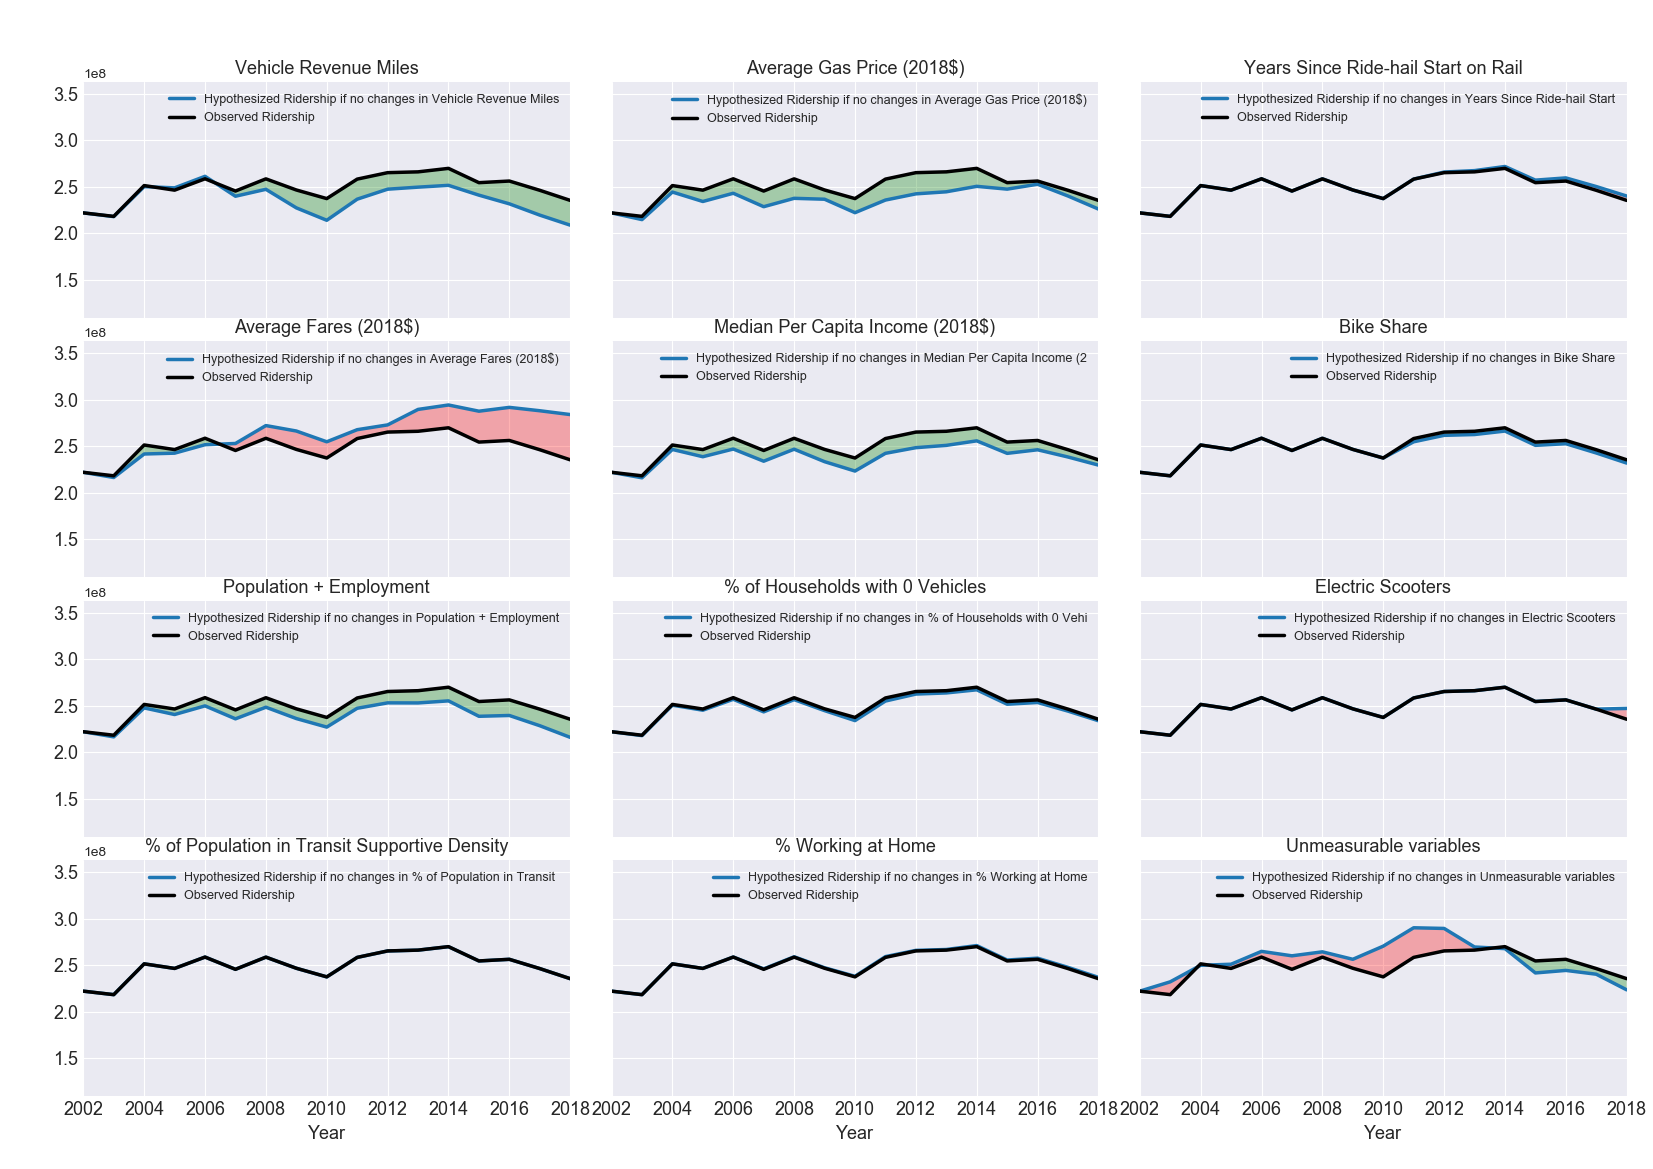 Vehicle Revenue Miles
1e8
3.5
3.0
2.5
2.0
1.5
Hypothesized Ridership if no changes in Vehicle Revenue Miles
Observed Ridership
Average Gas Price (2018$)
Hypothesized Ridership if no changes in Average Gas Price (2018$)
Observed Ridership
Years Since Ride-hail Start on Rail
Hypothesized Ridership if no changes in Years Since Ride-hail Start
Observed Ridership
Average Fares (2018$)
1e8
3.5
3.0
2.5
2.0
1.5
Hypothesized Ridership if no changes in Average Fares (2018$)
Observed Ridership
Median Per Capita Income (2018$)
Hypothesized Ridership if no changes in Median Per Capita Income (2
Observed Ridership
Bike Share
Hypothesized Ridership if no changes in Bike Share
Observed Ridership
Population + Employment
1e8
3.5
3.0
2.5
2.0
1.5
Hypothesized Ridership if no changes in Population + Employment
Observed Ridership
% of Households with 0 Vehicles
Hypothesized Ridership if no changes in % of Households with 0 Vehi
Observed Ridership
Electric Scooters
Hypothesized Ridership if no changes in Electric Scooters
Observed Ridership
% of Population in Transit Supportive Density
1e8
3.5
3.0
2.5
2.0
1.5
Hypothesized Ridership if no changes in % of Population in Transit
Observed Ridership
2002 2004 2006 2008 2010 2012 2014 2016 2018
Year
% Working at Home
Hypothesized Ridership if no changes in % Working at Home
Observed Ridership
2002 2004 2006 2008 2010 2012 2014 2016 2018
Year
Unmeasurable variables
Hypothesized Ridership if no changes in Unmeasurable variables
Observed Ridership
2002 2004 2006 2008 2010 2012 2014 2016 2018
Year